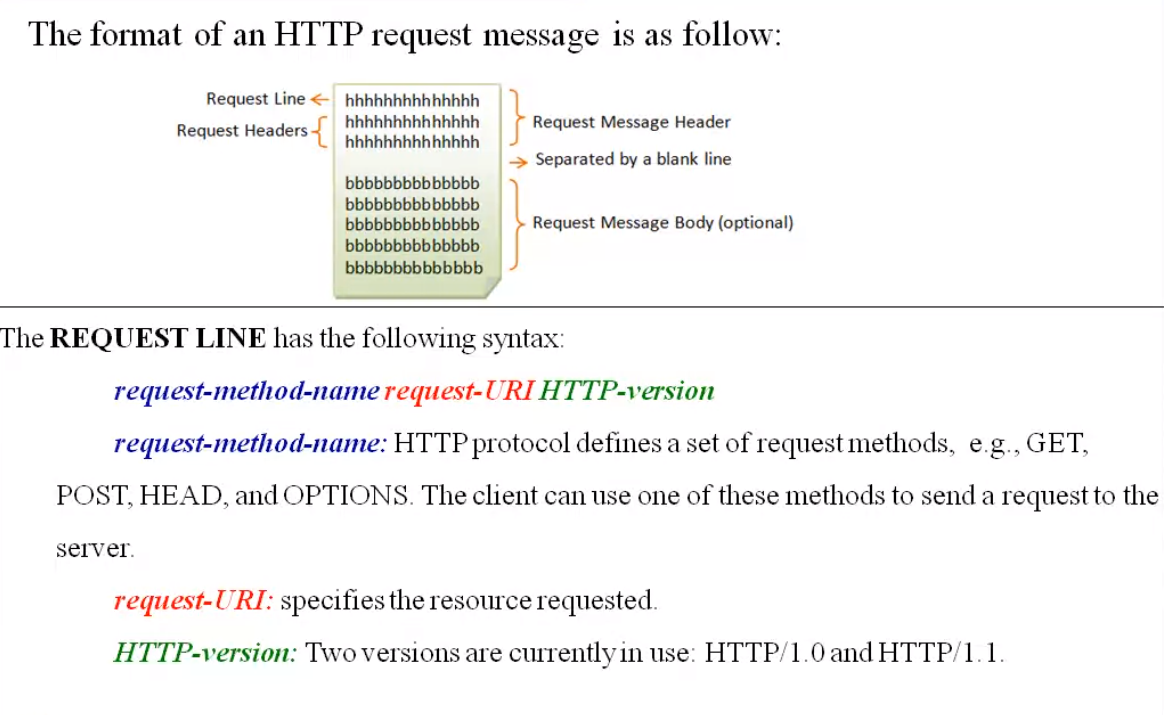 The format of an HTTP request message is as follow:
Request Line
Request Headers
hhhhhhhhhhhhhh
hhhhhhhhhhhhhh
hhhhhhhhhhhhhh
Request Message Header
Separated by a blank line
bbbbbbbbbbbbbb
bbbbbbbbbbbbbb
bbbbbbbbbbbbbb
bbbbbbbbbbbbbb
bbbbbbbbbbbbbb
Request Message Body (optional)
The REQUEST LINE has the following syntax:
request-method-name request-URI HTTP-version
request-method-name: HTTP protocol defines a set of request methods, e.g., GET,
POST, HEAD, and OPTIONS. The client can use one of these methods to send a request to the
server.
request-URI: specifies the resource requested.
HTTP-version: Two versions are currently in use: HTTP/1.0 and HTTP/1.1.